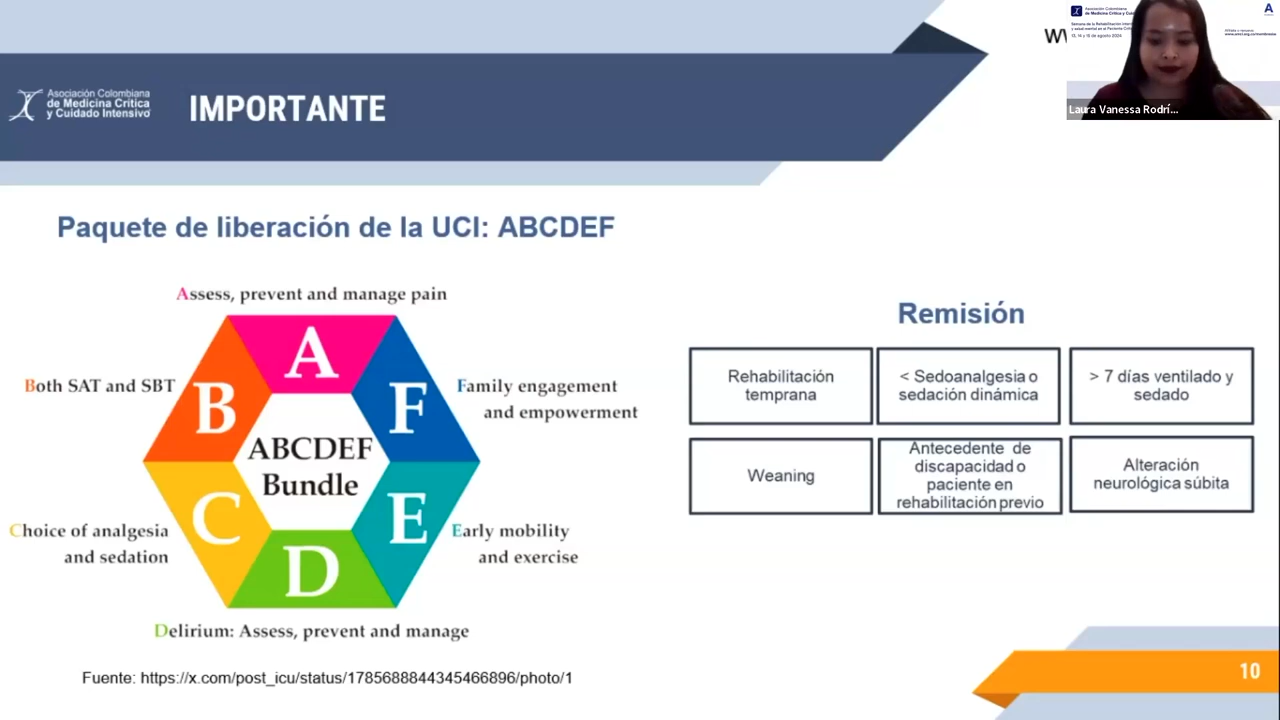 Asociación Colombiana
de Medicina Crítica
y Cuidado Intensivo
IMPORTANTE
Asociación Colombiana
A
Laura Vanessa Rodrí...
Paquete de liberación de la UCI: ABCDEF
Assess, prevent and manage pain
Both SAT and SBT
Family engagement
and empowerment
A
B
F
ABCDEF
Bundle
C
E
D
Choice of analgesia
and sedation
Early mobility
and exercise
Delirium: Assess, prevent and manage
Fuente: https://x.com/post_icu/status/1785688844345466896/photo/1
Remisión
Rehabilitación
temprana
< Sedoanalgesia o
sedación dinámica
> 7 días ventilado y
sedado
Weaning
Antecedente de
discapacidad o
paciente en
rehabilitación previo
Alteración
neurológica súbita
10